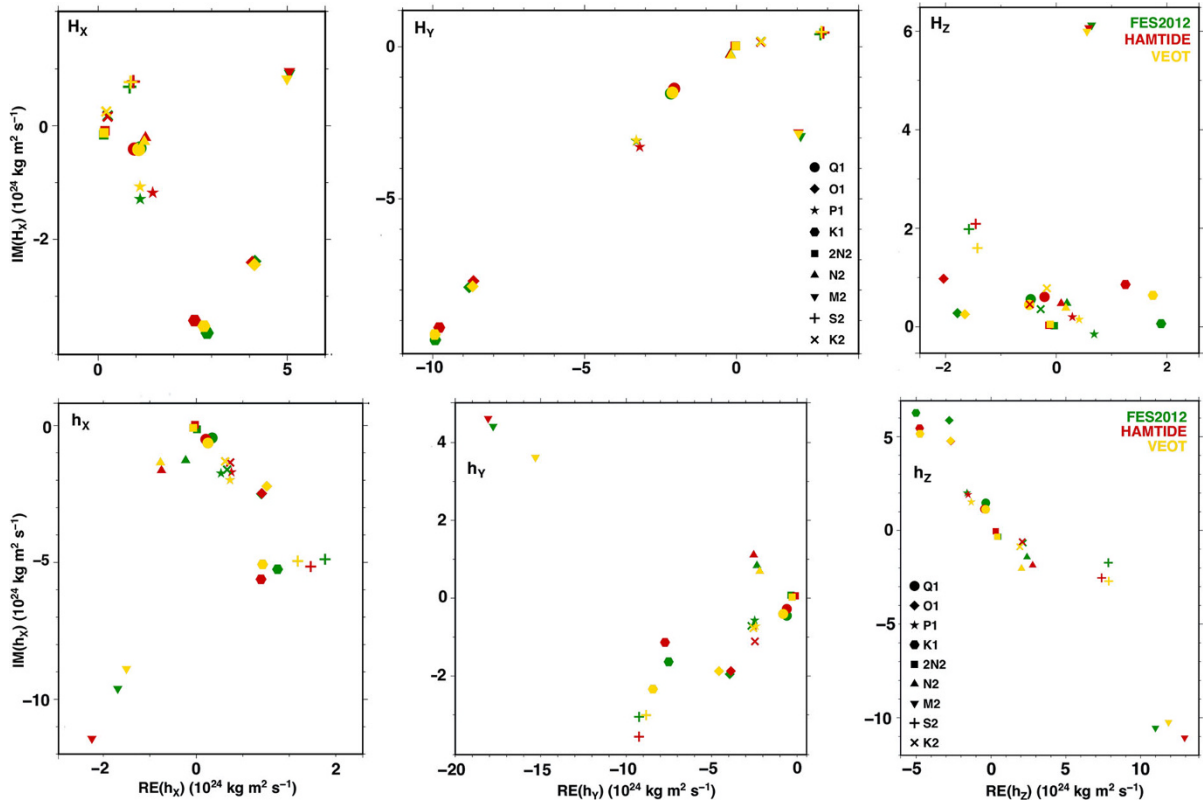 H_X
IM(H_X) (10^24 kg m² s⁻¹)
0
-2
0
5
H_Y
0
-5
-10
-5
0
Q1
O1
P1
K1
2N2
N2
M2
S2
K2
H_Z
FES2012
HAMTIDE
VEOT
6
4
2
0
-2
0
2
h_X
IM(h_X) (10^24 kg m² s⁻¹)
0
-5
-10
-2
0
2
RE(h_X) (10^24 kg m² s⁻¹)
h_Y
4
2
0
-2
-20
-15
-10
-5
0
RE(h_Y) (10^24 kg m² s⁻¹)
h_Z
FES2012
HAMTIDE
VEOT
5
0
-5
-10
Q1
O1
P1
K1
2N2
N2
M2
S2
K2
-5
0
5
10
RE(h_Z) (10^24 kg m² s⁻¹)